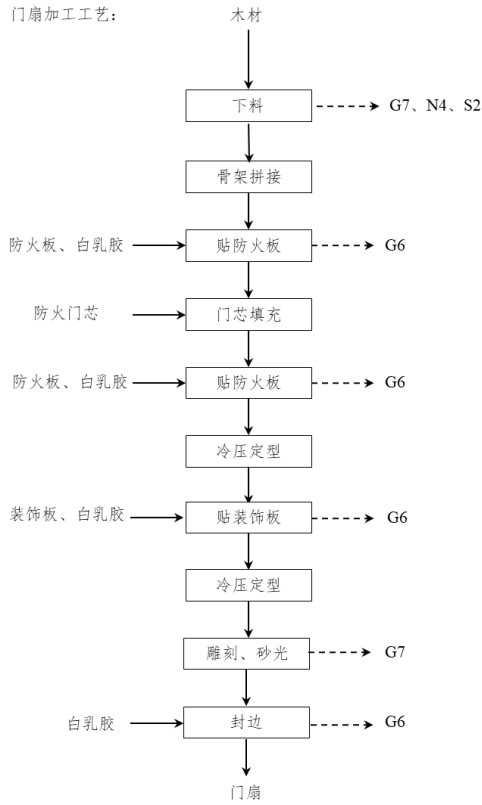 门扇加工工艺：
木材
下料
G7、N4、S2
骨架拼接
防火板、白乳胶
贴防火板
G6
防火门芯
门芯填充
防火板、白乳胶
贴防火板
G6
冷压定型
装饰板、白乳胶
贴装饰板
G6
冷压定型
雕刻、砂光
G7
白乳胶
封边
G6
门扇